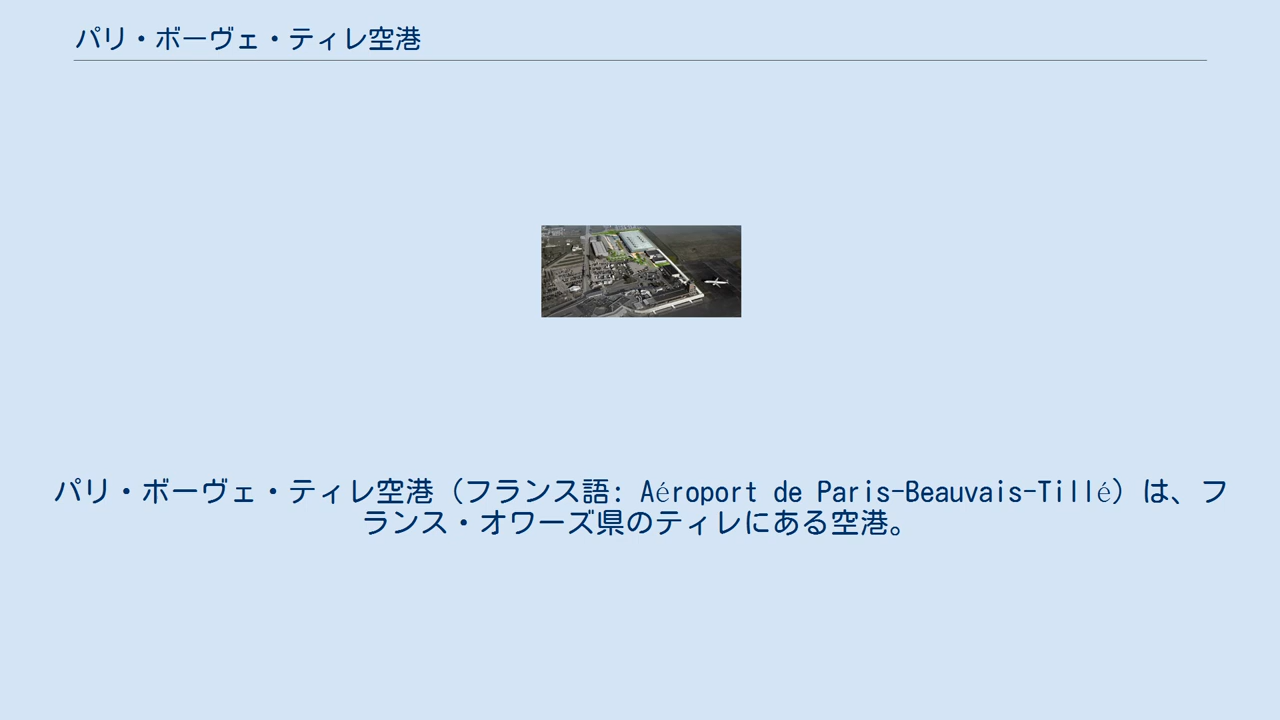 パリ・ボーヴェ・ティレ空港
パリ・ボーヴェ・ティレ空港（フランス語: Aéroport de Paris-Beauvais-Tillé）は、フ
ランス・オワーズ県のティレにある空港。